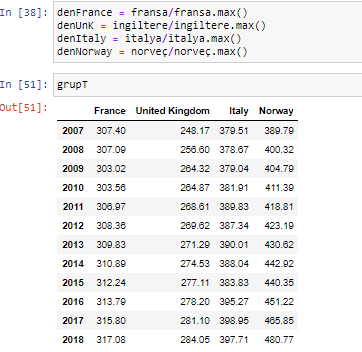 In [38]: denFrance = fransa/fransa.max()
denUnK = ingiltere/ingiltere.max()
denItaly = italya/italya.max()
denNorway = norveç/norveç.max()
In [51]: grupT
Out[51]:
France United Kingdom Italy Norway
2007 307.40 248.17 379.51 389.79
2008 307.09 256.60 378.67 400.32
2009 303.02 264.32 379.04 404.79
2010 303.56 264.87 381.91 411.39
2011 306.97 268.61 389.83 418.81
2012 308.36 269.62 387.34 423.19
2013 309.83 271.29 390.01 430.62
2014 310.89 274.53 388.04 442.92
2015 312.24 277.11 383.83 440.35
2016 313.79 278.20 395.27 451.22
2017 315.80 281.10 398.95 465.85
2018 317.08 284.05 397.71 480.77